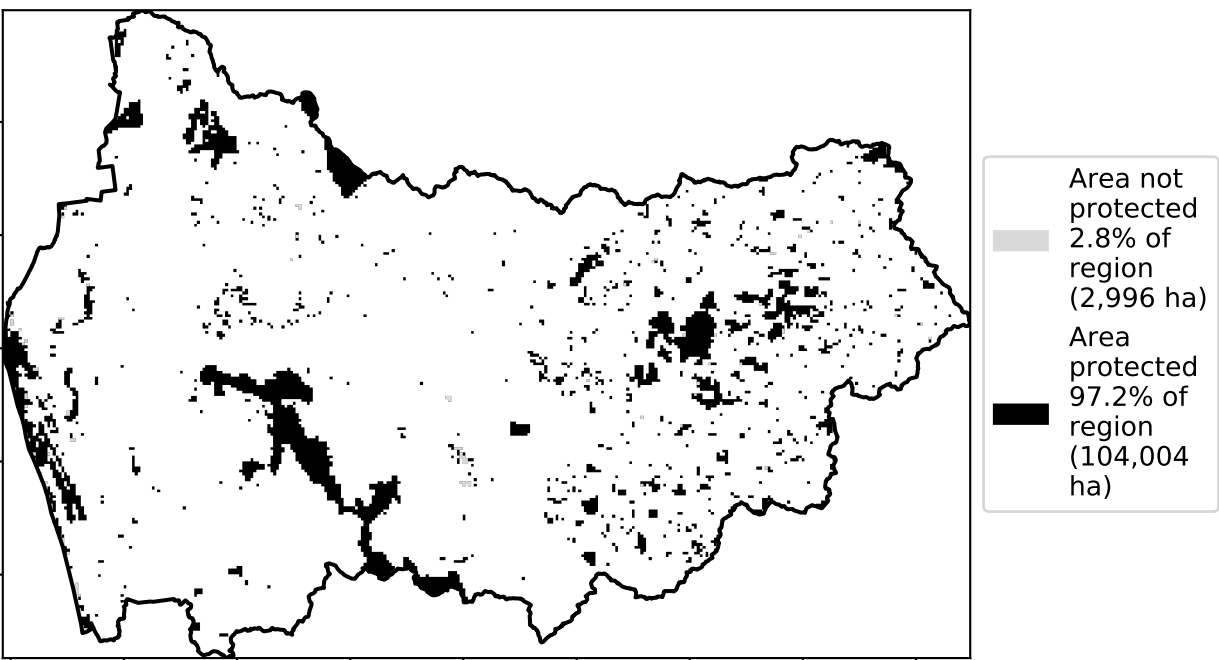 Area not
protected
2.8% of
region
(2,996 ha)
Area
protected
97.2% of
region
(104,004
ha)